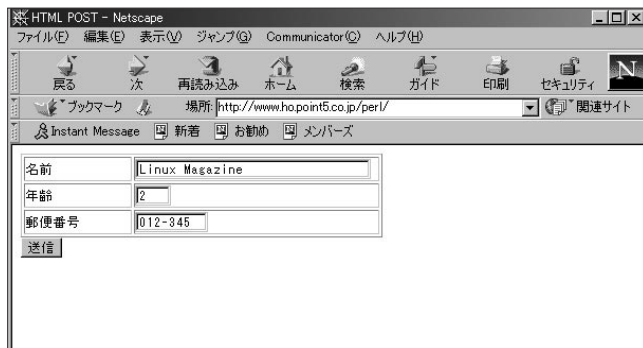 HTML POST - Netscape
ファイル(F) 編集(E) 表示(V) ジャンプ(G) Communicator(C) ヘルプ(H)
戻る 次 再読み込み ホーム 検索 ガイド 印刷 セキュリティ N
ブックマーク 場所: http://www.ho.point5.co.jp/perl/ 関連サイト
Instant Message 新着 お勧め メンバーズ
名前 Linux Magazine
年齢 2
郵便番号 012-345
送信